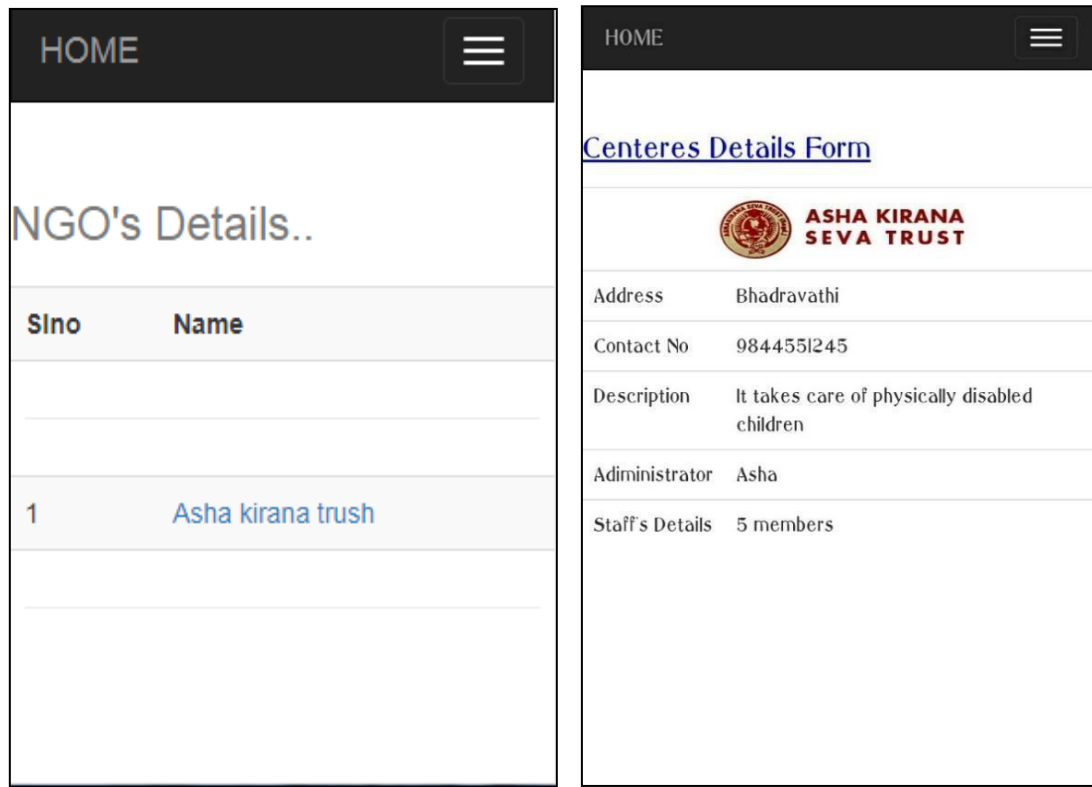 HOME
NGO's Details..
Slno Name
1 Asha kirana trush
HOME
Centeres Details Form
ASHA KIRANA
SEVA TRUST
Address Bhadravathi
Contact No 9844551245
Description It takes care of physically disabled
children
Adiministrator Asha
Staff's Details 5 members